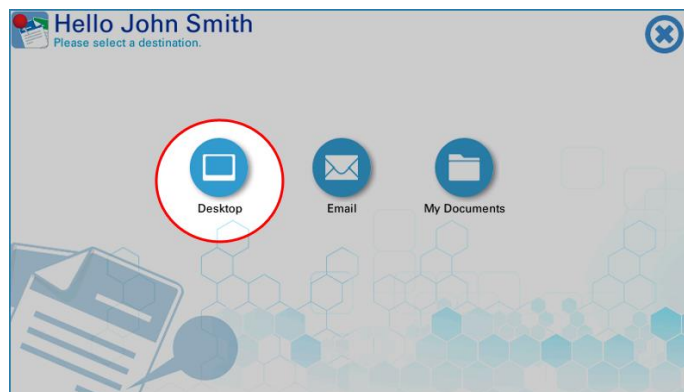 Hello John Smith
Please select a destination.
Desktop
Email
My Documents